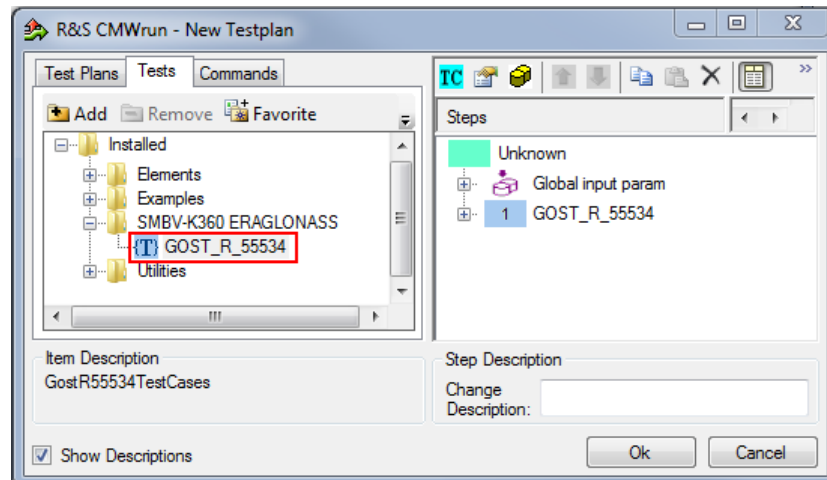 R&S CMWrun - New Testplan
Test Plans Tests Commands
TC
Add Remove Favorite
Steps
Installed
Elements
Examples
SMBV-K360 ERAGLONASS
{T} GOST_R_55534
Utilities
Unknown
Global input param
1 GOST_R_55534
Item Description
GostR55534TestCases
Step Description
Change
Description:
Show Descriptions
Ok Cancel